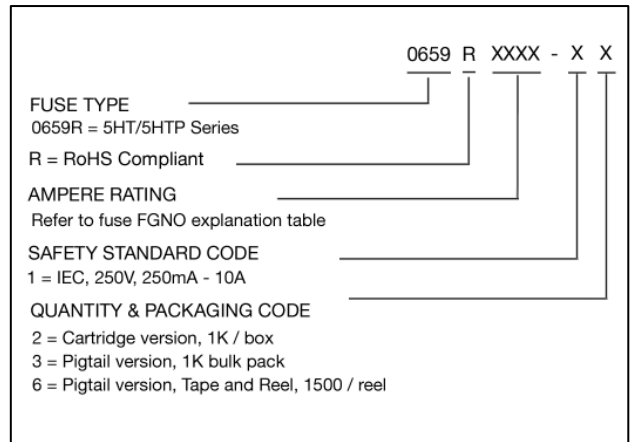 0659 R XXXX - X X
FUSE TYPE
0659R = 5HT/5HTP Series
R = RoHS Compliant
AMPERE RATING
Refer to fuse FGNO explanation table
SAFETY STANDARD CODE
1 = IEC, 250V, 250mA - 10A
QUANTITY & PACKAGING CODE
2 = Cartridge version, 1K / box
3 = Pigtail version, 1K bulk pack
6 = Pigtail version, Tape and Reel, 1500 / reel